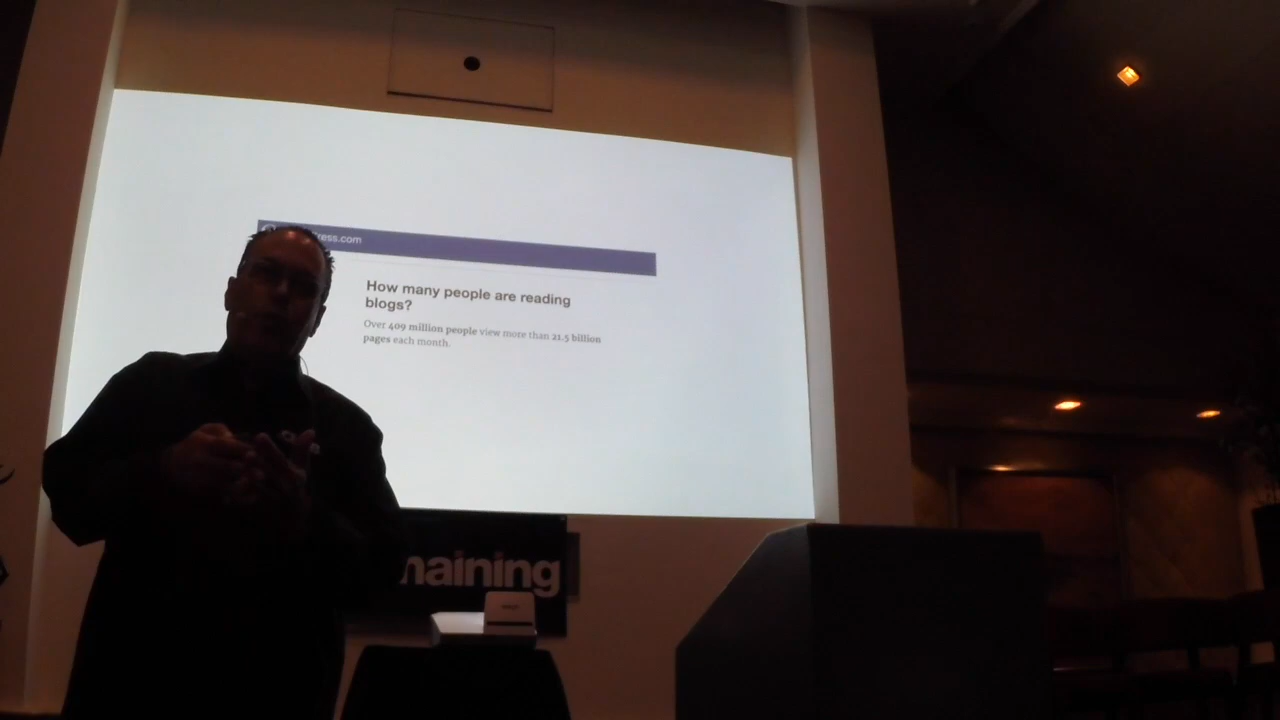 ress.com
How many people are reading
blogs?
Over 409 million people view more than 21.5 billion
pages each month.
naining